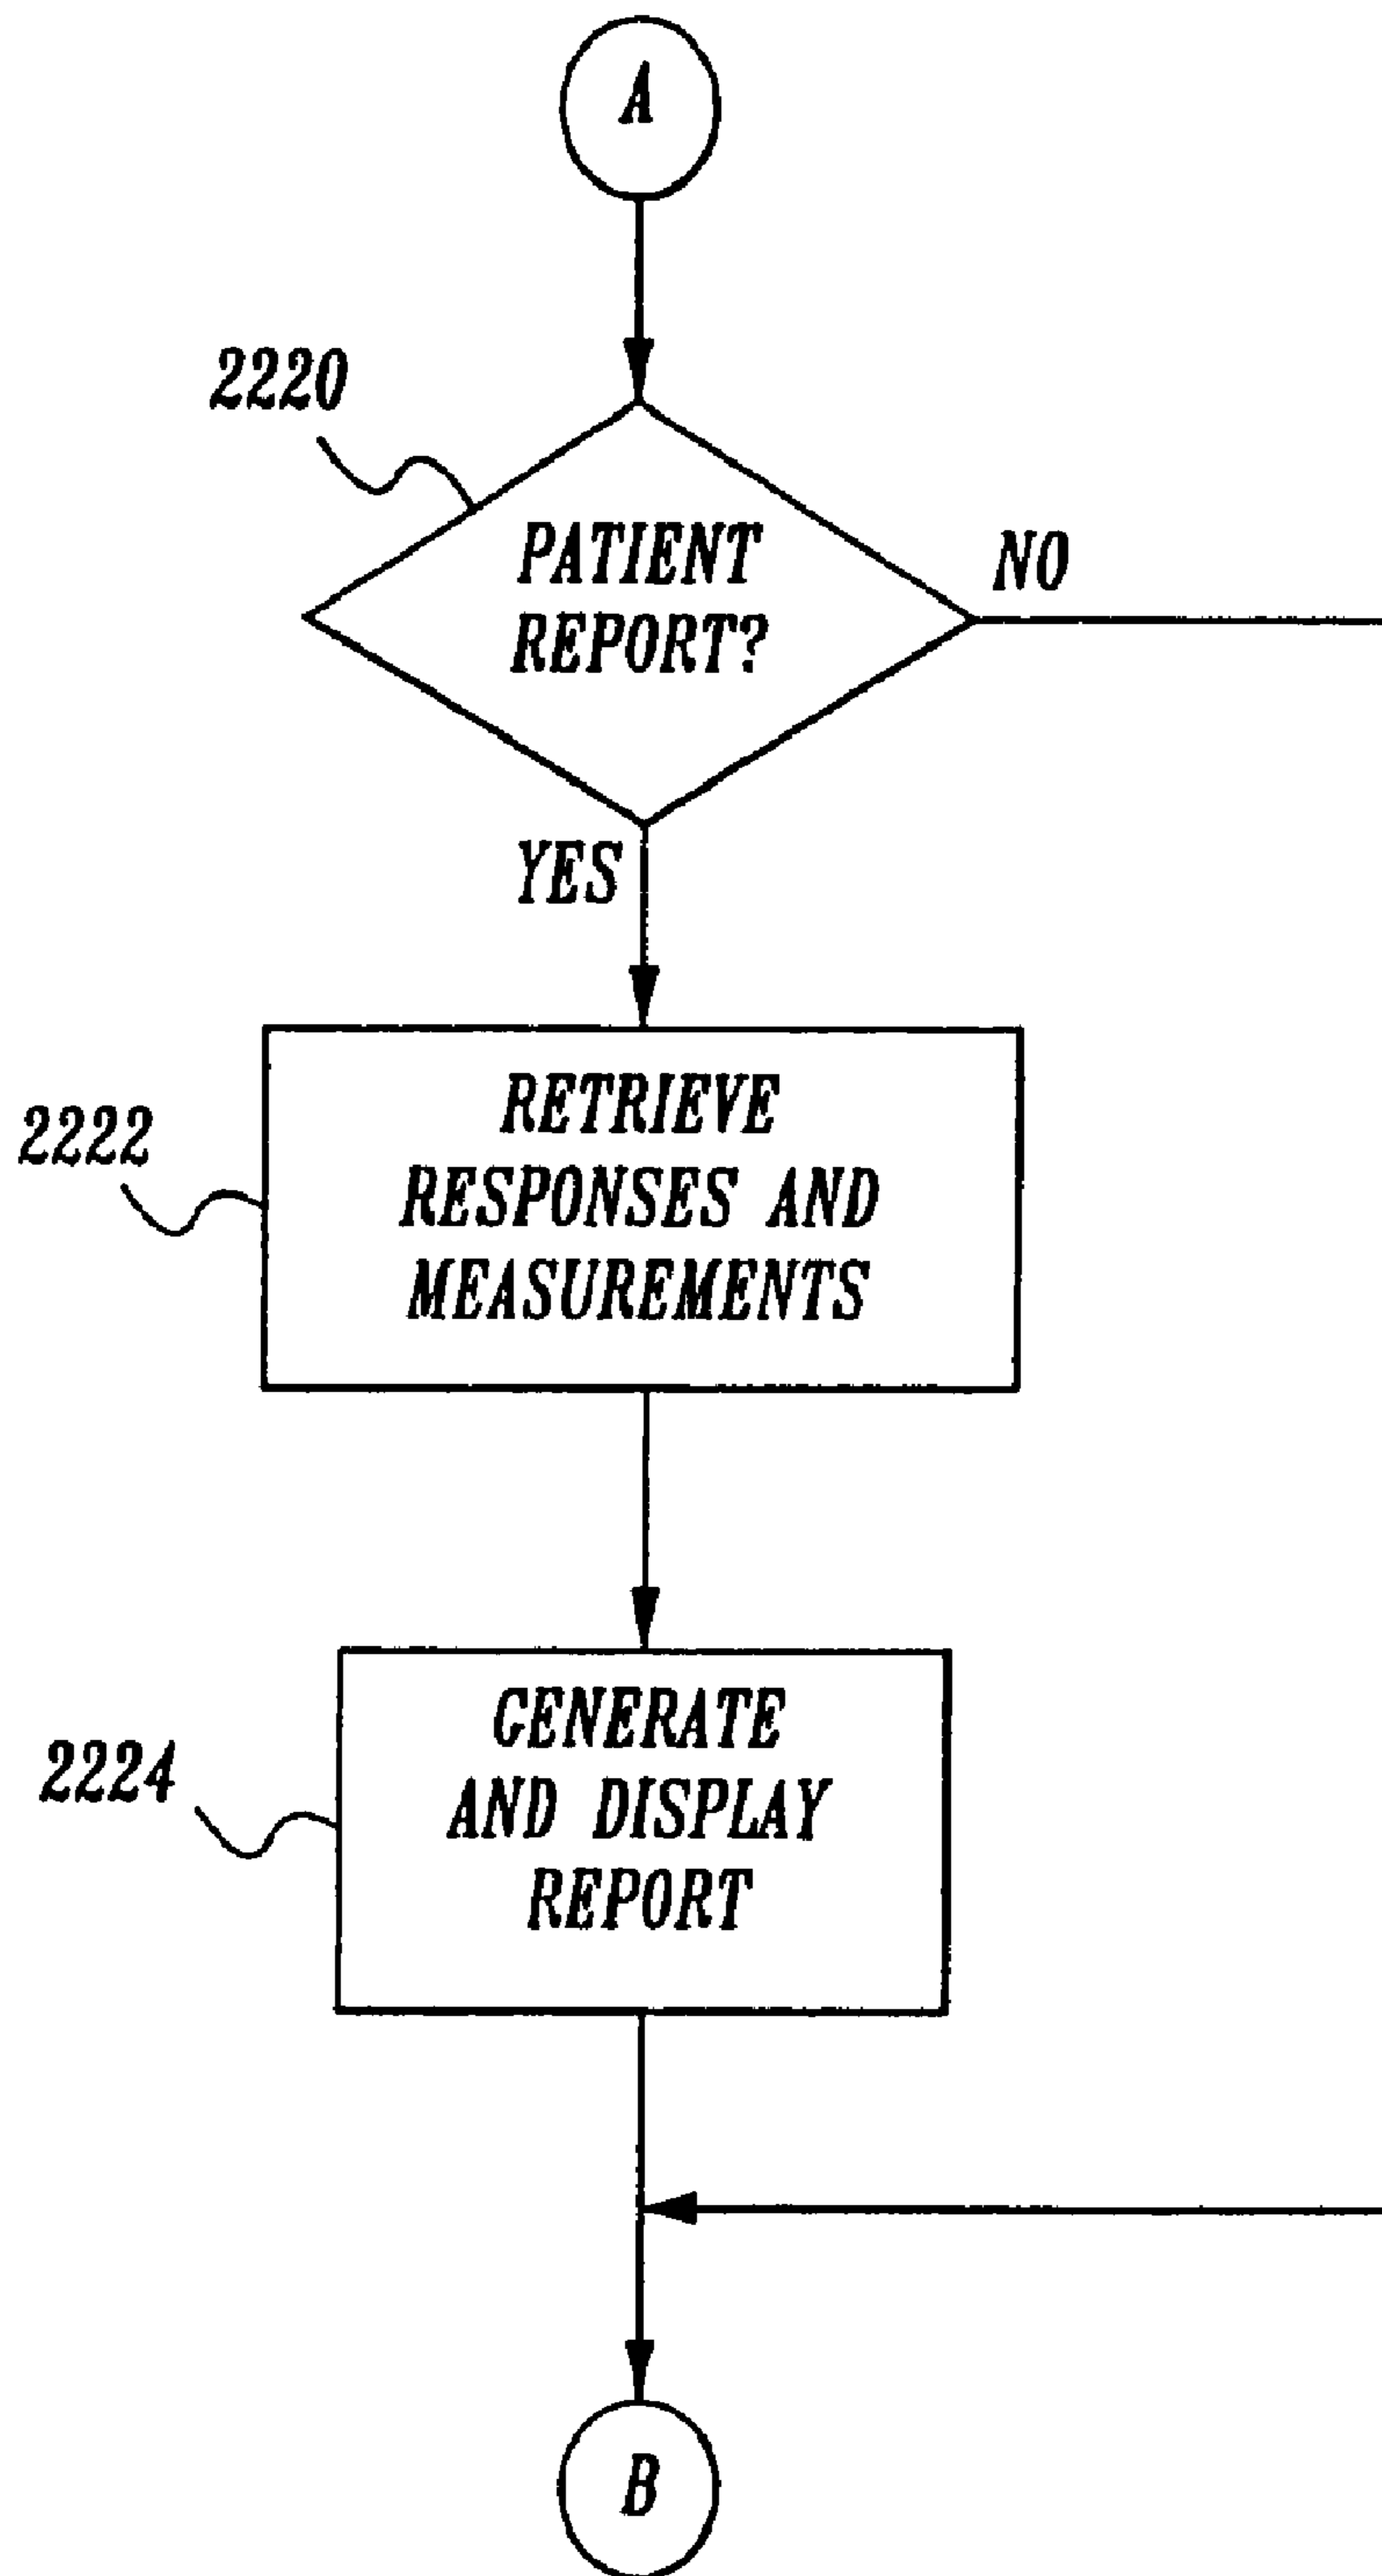 A
2220
PATIENT
REPORT?
NO
YES
RETRIEVE
RESPONSES AND
MEASUREMENTS
2222
GENERATE
AND DISPLAY
REPORT
2224
B